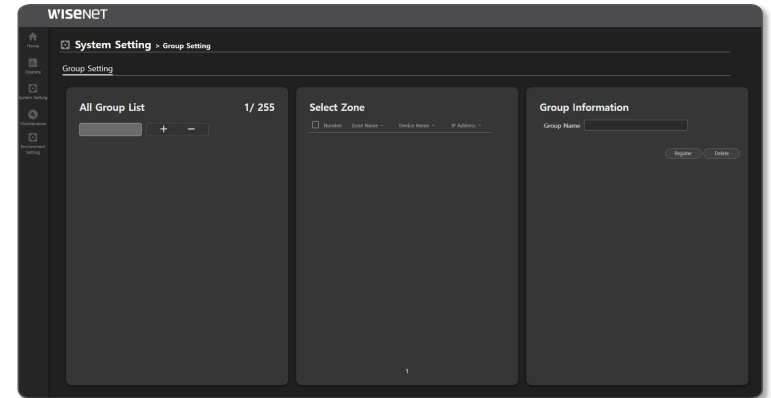 WISENET
Home
Operate
System Setting
Maintenance
Environment
Setting
System Setting > Group Setting
Group Setting
All Group List 1/ 255
+ −
Select Zone
Number Zone Name Device Name IP Address
1
Group Information
Group Name
Register Delete